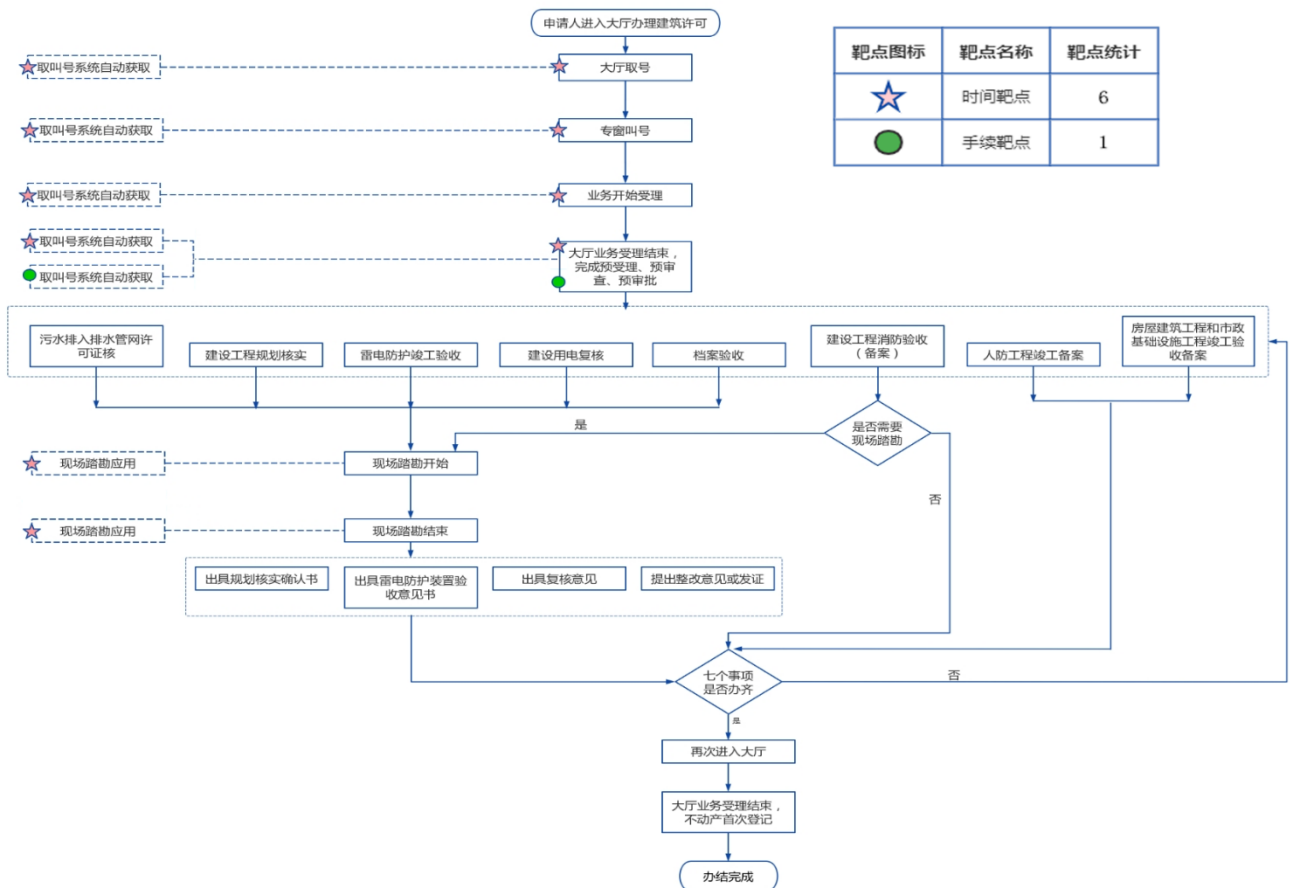 申请人进入大厅办理建筑许可
靶点图标 靶点名称 靶点统计
时间靶点 6
手续靶点 1
取叫号系统自动获取
大厅取号
取叫号系统自动获取
专窗叫号
取叫号系统自动获取
业务开始受理
取叫号系统自动获取
取叫号系统自动获取
大厅业务受理结束，
完成预受理、预审
查、预审批
污水排入排水管网许
可证核
建设工程规划核实
雷电防护竣工验收
建设用电复核
档案验收
建设工程消防验收
（备案）
人防工程竣工备案
房屋建筑工程和市政
基础设施工程竣工验
收备案
是
是否需要
现场踏勘
否
现场踏勘应用
现场踏勘开始
现场踏勘应用
现场踏勘结束
出具规划核实确认书
出具雷电防护装置验
收意见书
出具复核意见
提出整改意见或发证
七个事项
是否办齐
否
是
再次进入大厅
大厅业务受理结束，
不动产首次登记
办结完成